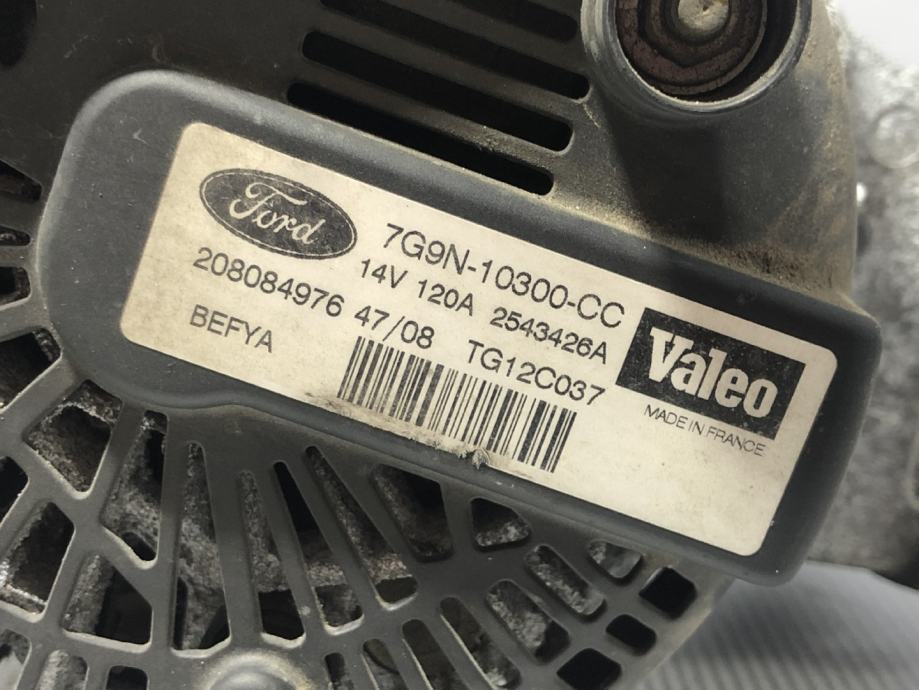 Ford 7G9N-10300-CC
14V 120A 2543426A
208084976 47/08 TG12C037
BEFYA
Valeo
MADE IN FRANCE